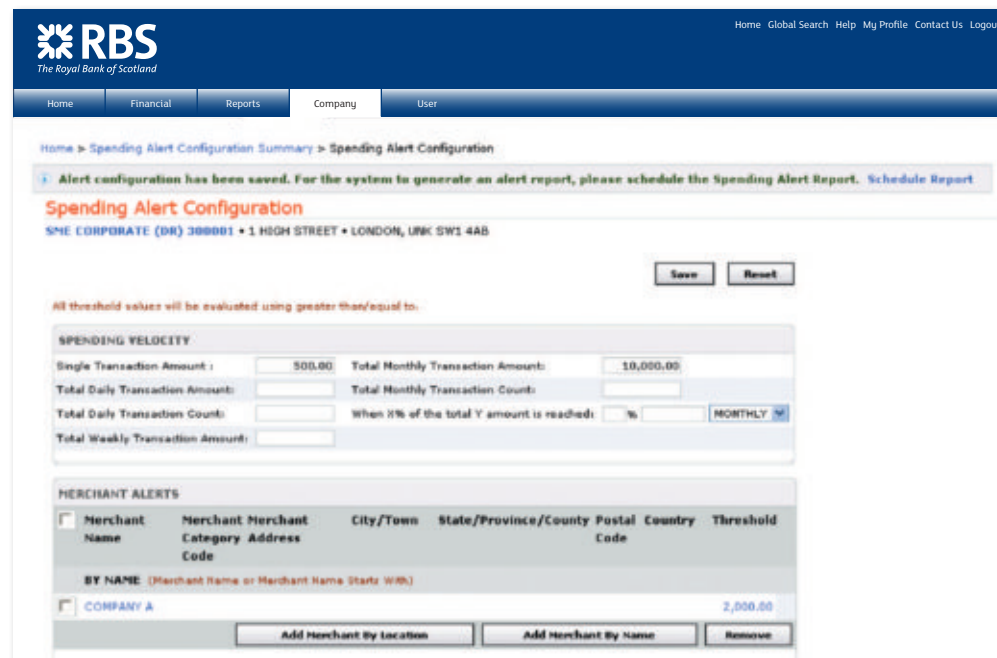 Home Global Search Help My Profile Contact Us Logou
RBS
The Royal Bank of Scotland
Home Financial Reports Company User
Home > Spending Alert Configuration Summary > Spending Alert Configuration
Alert configuration has been saved. For the system to generate an alert report, please schedule the Spending Alert Report. Schedule Report
Spending Alert Configuration
SME CORPORATE (DR) 300001 • 1 HIGH STREET • LONDON, UNK SW1 4AB
Save Reset
All threshold values will be evaluated using greater than/equal to.
SPENDING VELOCITY
Single Transaction Amount : 500.00 Total Monthly Transaction Amount: 10,000.00
Total Daily Transaction Amount: Total Monthly Transaction Count:
Total Daily Transaction Count: When X% of the total Y amount is reached: % MONTHLY
Total Weekly Transaction Amount:
MERCHANT ALERTS
Merchant Name Merchant Category Code Merchant Address City/Town State/Province/County Postal Code Country Threshold
BY NAME (Merchant Name or Merchant Name Starts With)
COMPANY A 2,000.00
Add Merchant By Location Add Merchant By Name Remove